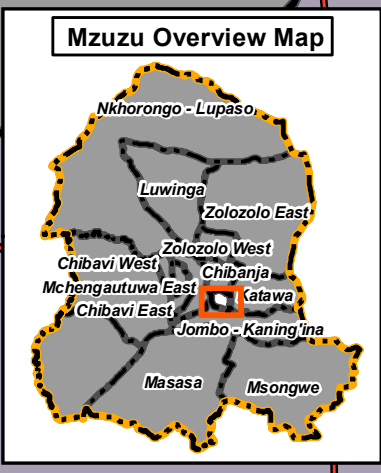 Mzuzu Overview Map
Nkhorongo - Lupaso
Luwinga
Zolozolo East
Zolozolo West
Chibavi West
Chibanja
Mchengautuwa East
Katawa
Chibavi East
Jombo - Kaning'ina
Masasa
Msongwe